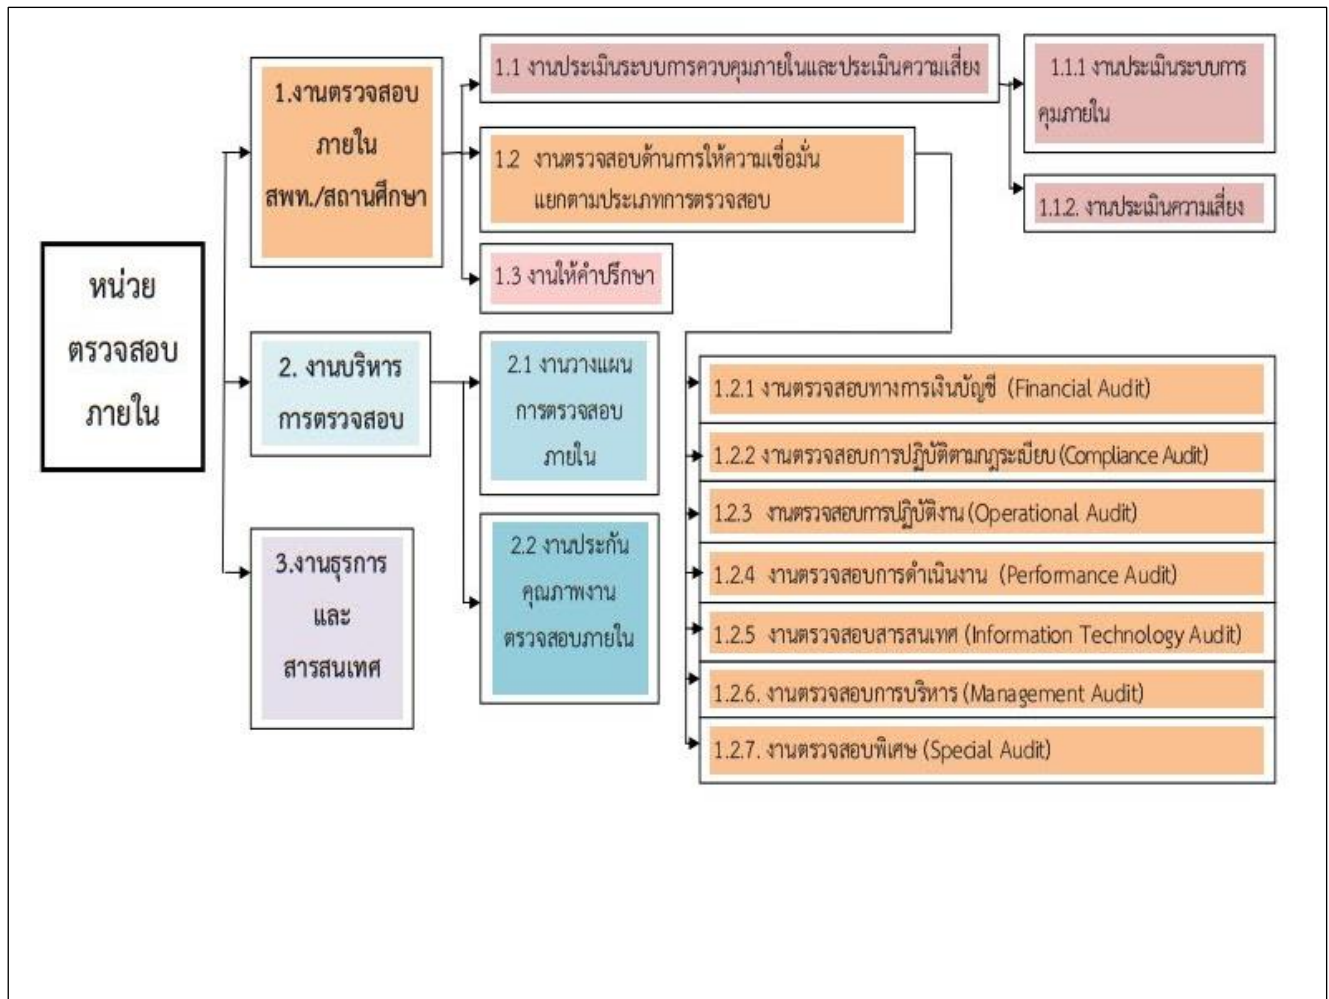 หน่วย
ตรวจสอบ
ภายใน
1.งานตรวจสอบ
ภายใน
สพท./สถานศึกษา
1.1 งานประเมินระบบการควบคุมภายในและประเมินความเสี่ยง
1.1.1 งานประเมินระบบการ
คุมภายใน
1.1.2. งานประเมินความเสี่ยง
1.2 งานตรวจสอบด้านการให้ความเชื่อมั่น
แยกตามประเภทการตรวจสอบ
1.2.1 งานตรวจสอบทางการเงินบัญชี (Financial Audit)
1.2.2 งานตรวจสอบการปฏิบัติตามกฎระเบียบ (Compliance Audit)
1.2.3 งานตรวจสอบการปฏิบัติงาน (Operational Audit)
1.2.4 งานตรวจสอบการดำเนินงาน (Performance Audit)
1.2.5 งานตรวจสอบสารสนเทศ (Information Technology Audit)
1.2.6. งานตรวจสอบการบริหาร (Management Audit)
1.2.7. งานตรวจสอบพิเศษ (Special Audit)
1.3 งานให้คำปรึกษา
2. งานบริหาร
การตรวจสอบ
2.1 งานวางแผน
การตรวจสอบ
ภายใน
2.2 งานประกัน
คุณภาพงาน
ตรวจสอบภายใน
3.งานธุรการ
และ
สารสนเทศ